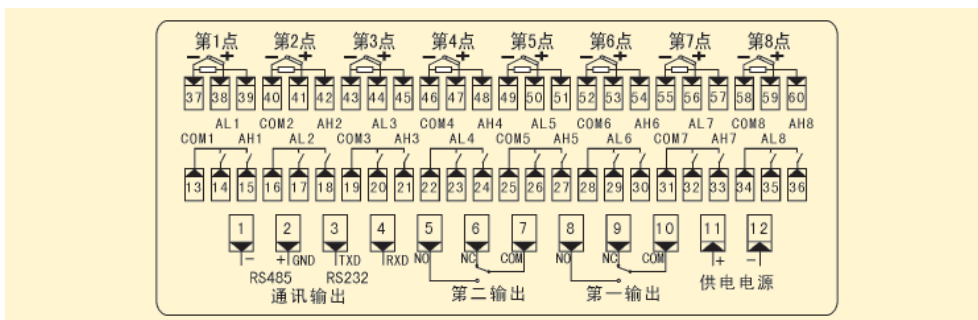 第1点 第2点 第3点 第4点 第5点 第6点 第7点 第8点
- + - + - + - + - + - + - + - +
37 38 39 40 41 42 43 44 45 46 47 48 49 50 51 52 53 54 55 56 57 58 59 60
AL1 COM2 AH2 AL3 COM4 AH4 AL5 COM6 AH6 AL7 COM8 AH8
COM1 AH1 AL2 COM3 AH3 AL4 COM5 AH5 AL6 COM7 AH7 AL8
13 14 15 16 17 18 19 20 21 22 23 24 25 26 27 28 29 30 31 32 33 34 35 36
1 2 3 4 5 6 7 8 9 10 11 12
- + GND TXD RXD NO NC COM NO NC COM + -
RS485 RS232
通讯输出 第二输出 第一输出 供电电源